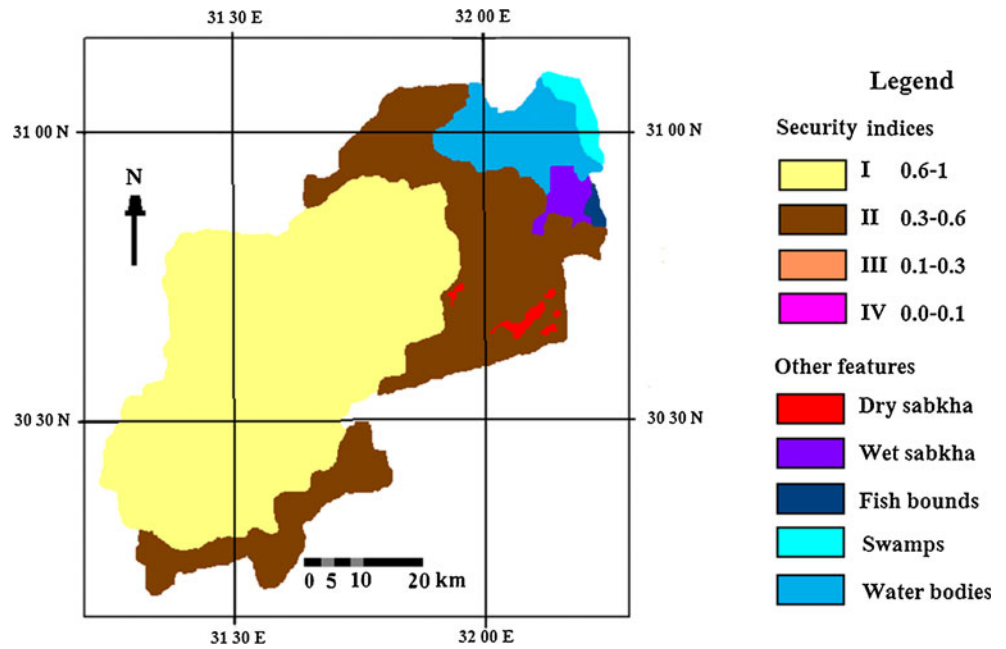 31 30 E
32 00 E
31 00 N
31 00 N
N
30 30 N
30 30 N
0 5 10 20 km
31 30 E
32 00 E
Legend
Security indices
I 0.6-1
II 0.3-0.6
III 0.1-0.3
IV 0.0-0.1
Other features
Dry sabkha
Wet sabkha
Fish bounds
Swamps
Water bodies